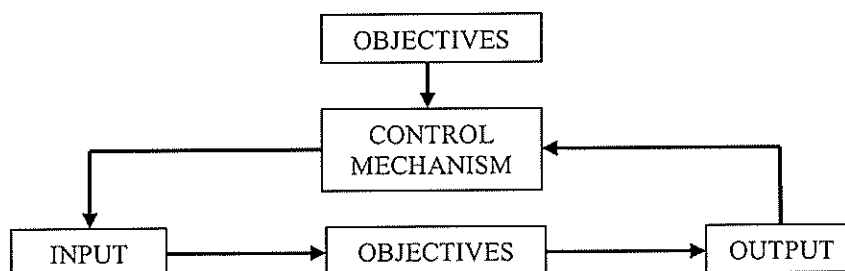 OBJECTIVES
CONTROL
MECHANISM
INPUT
OBJECTIVES
OUTPUT